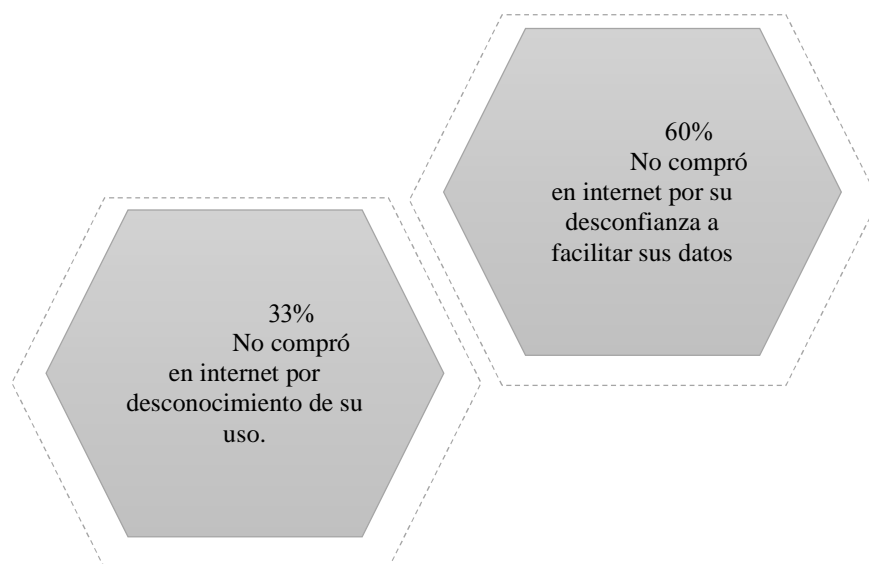 60%
No compró
en internet por su
desconfianza a
facilitar sus datos
33%
No compró
en internet por
desconocimiento de su
uso.